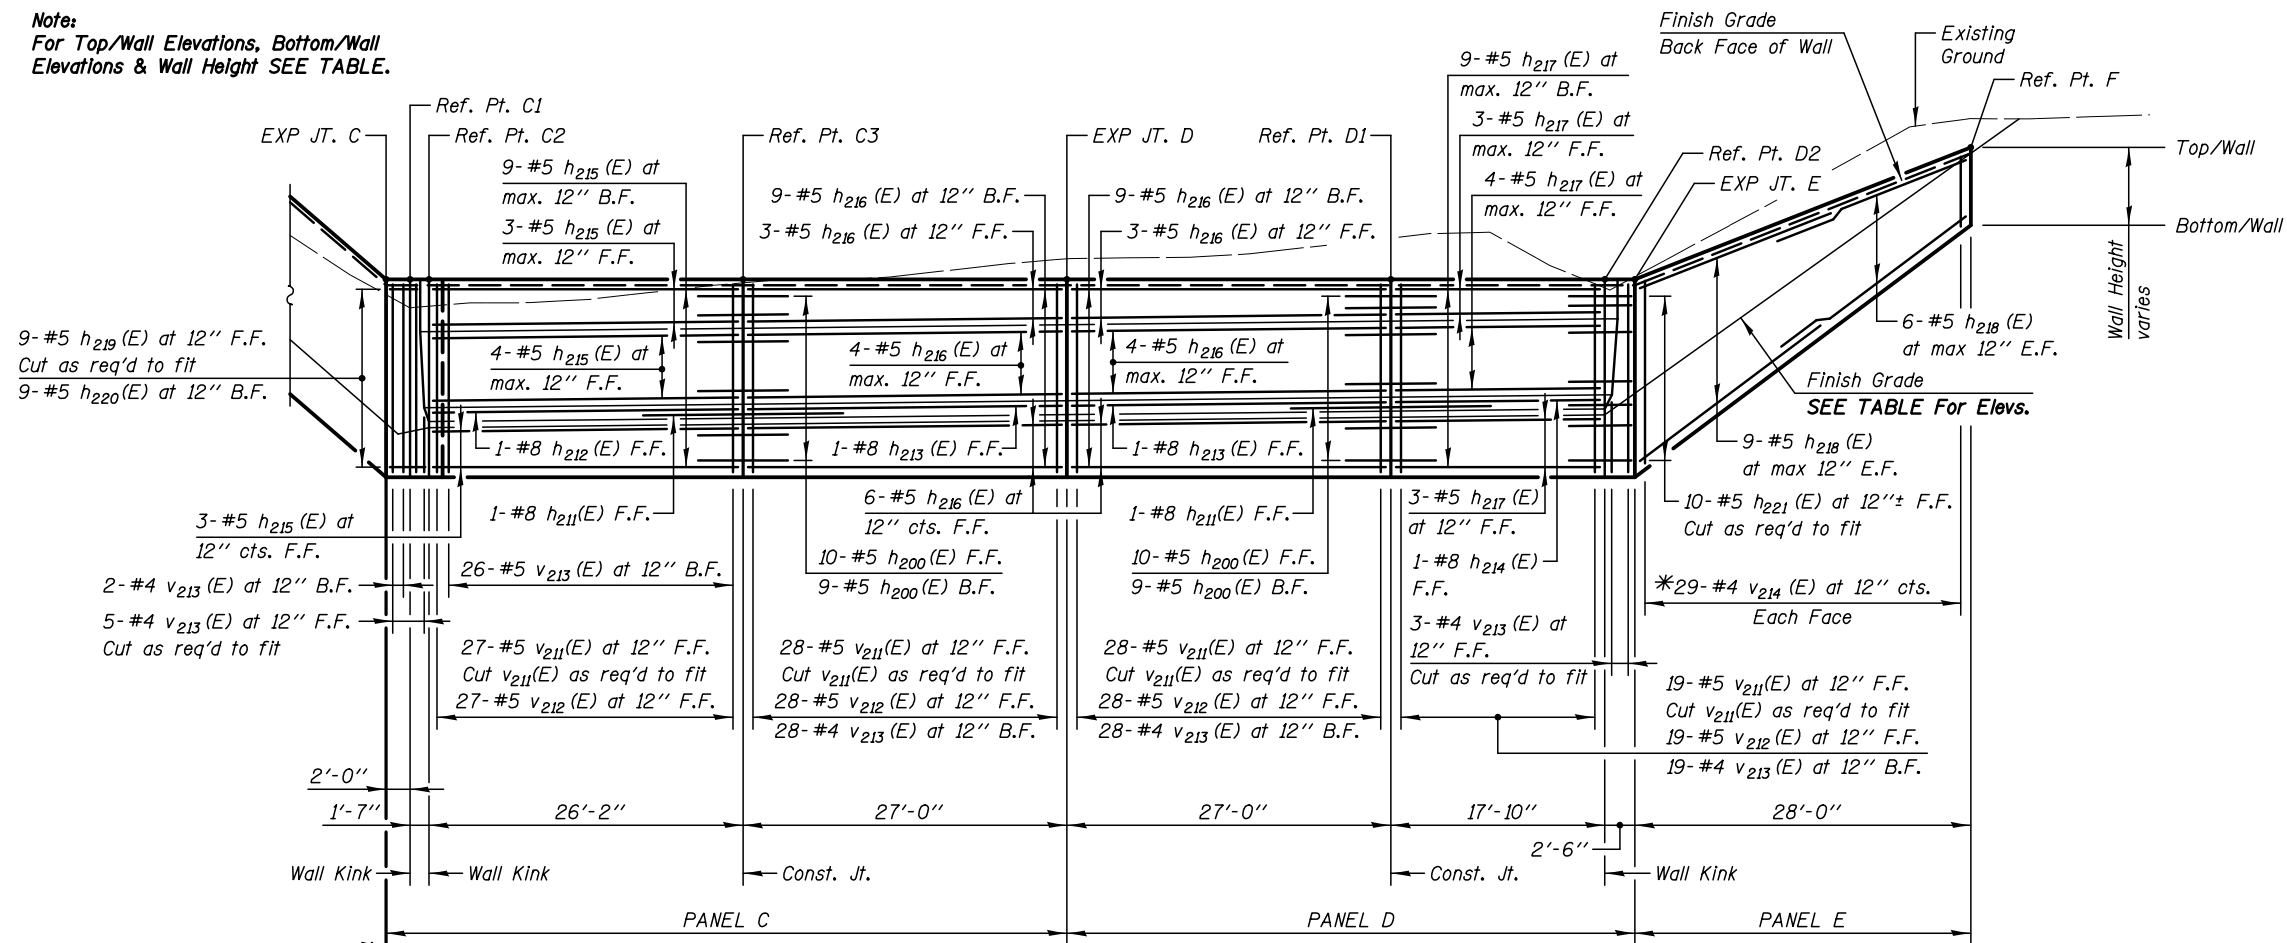 Note:
For Top/Wall Elevations, Bottom/Wall
Elevations & Wall Height SEE TABLE.
Finish Grade
Back Face of Wall
Existing
Ground
Ref. Pt. F
9-#5 h217(E) at
max. 12" B.F.
3-#5 h217(E) at
max. 12" F.F.
4-#5 h217(E) at
max. 12" F.F.
Ref. Pt. C1
EXP JT. C
Ref. Pt. C2
Ref. Pt. C3
EXP JT. D
Ref. Pt. D1
Ref. Pt. D2
EXP JT. E
Top/Wall
Bottom/Wall
Wall Height
varies
9-#5 h215(E) at
max. 12" B.F.
3-#5 h215(E) at
max. 12" F.F.
9-#5 h216(E) at 12" B.F.
3-#5 h216(E) at 12" F.F.
9-#5 h216(E) at 12" B.F.
3-#5 h216(E) at 12" F.F.
9-#5 h219(E) at 12" F.F.
Cut as req'd to fit
9-#5 h220(E) at 12" B.F.
4-#5 h215(E) at
max. 12" F.F.
4-#5 h216(E) at
max. 12" F.F.
4-#5 h216(E) at
max. 12" F.F.
6-#5 h218(E)
at max 12" E.F.
Finish Grade
SEE TABLE For Elevs.
1-#8 h212(E) F.F.
1-#8 h213(E) F.F.
1-#8 h213(E) F.F.
9-#5 h218(E)
at max 12" E.F.
3-#5 h215(E) at
12" cts. F.F.
1-#8 h211(E) F.F.
6-#5 h216(E) at
12" cts. F.F.
1-#8 h211(E) F.F.
3-#5 h217(E)
at 12" F.F.
10-#5 h221(E) at 12"± F.F.
Cut as req'd to fit
2-#4 v213(E) at 12" B.F.
26-#5 v213(E) at 12" B.F.
10-#5 h200(E) F.F.
9-#5 h200(E) B.F.
10-#5 h200(E) F.F.
9-#5 h200(E) B.F.
1-#8 h214(E)
F.F.
*29-#4 v214(E) at 12" cts.
Each Face
5-#4 v213(E) at 12" F.F.
Cut as req'd to fit
27-#5 v211(E) at 12" F.F.
Cut v211(E) as req'd to fit
27-#5 v212(E) at 12" F.F.
28-#5 v211(E) at 12" F.F.
Cut v211(E) as req'd to fit
28-#5 v212(E) at 12" F.F.
28-#4 v213(E) at 12" B.F.
28-#5 v211(E) at 12" F.F.
Cut v211(E) as req'd to fit
28-#5 v212(E) at 12" F.F.
28-#4 v213(E) at 12" B.F.
3-#4 v213(E) at
12" F.F.
Cut as req'd to fit
19-#5 v211(E) at 12" F.F.
Cut v211(E) as req'd to fit
19-#5 v212(E) at 12" F.F.
19-#4 v213(E) at 12" B.F.
2'-0"
1'-7"
26'-2"
27'-0"
27'-0"
17'-10"
28'-0"
2'-6"
Wall Kink
Wall Kink
Const. Jt.
Const. Jt.
Wall Kink
PANEL C
PANEL D
PANEL E